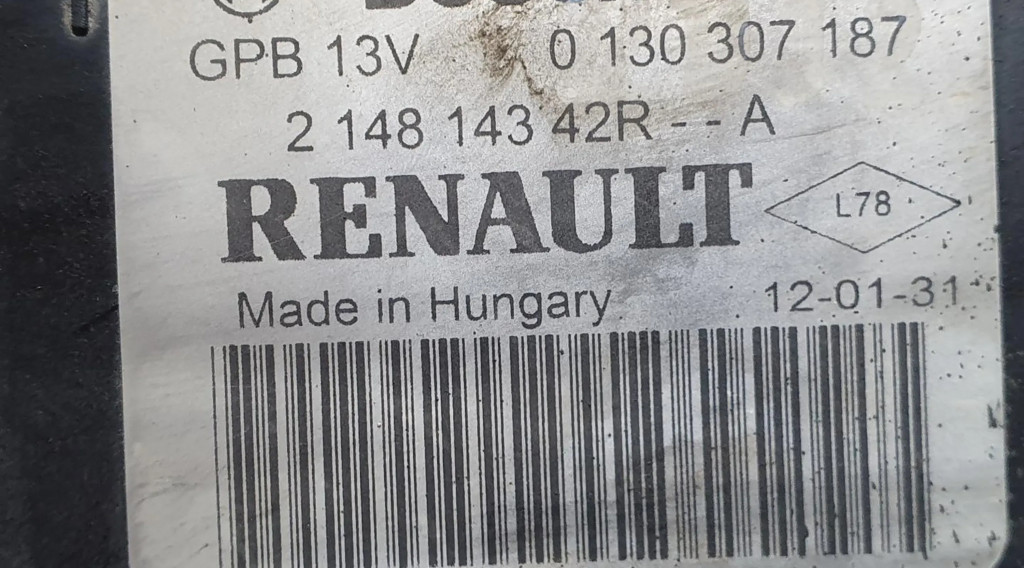 GPB 13V 0 130 307 187
2 148 143 42R - - A
RENAULT L78
Made in Hungary 12-01-31